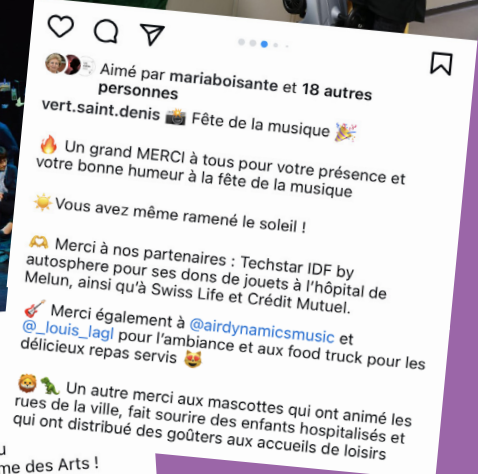 Aimé par mariaboisante et 18 autres
personnes
vert.saint.denis 📸 Fête de la musique 🎉
🔥 Un grand MERCI à tous pour votre présence et
votre bonne humeur à la fête de la musique
☀️Vous avez même ramené le soleil !
🫶 Merci à nos partenaires : Techstar IDF by
autosphere pour ses dons de jouets à l'hôpital de
Melun, ainsi qu'à Swiss Life et Crédit Mutuel.
🎸 Merci également à @airdynamicsmusic et
@_louis_lagl pour l'ambiance et aux food truck pour les
délicieux repas servis 😻
🦁🦖 Un autre merci aux mascottes qui ont animé les
rues de la ville, fait sourire des enfants hospitalisés et
qui ont distribué des goûters aux accueils de loisirs
me des Arts !